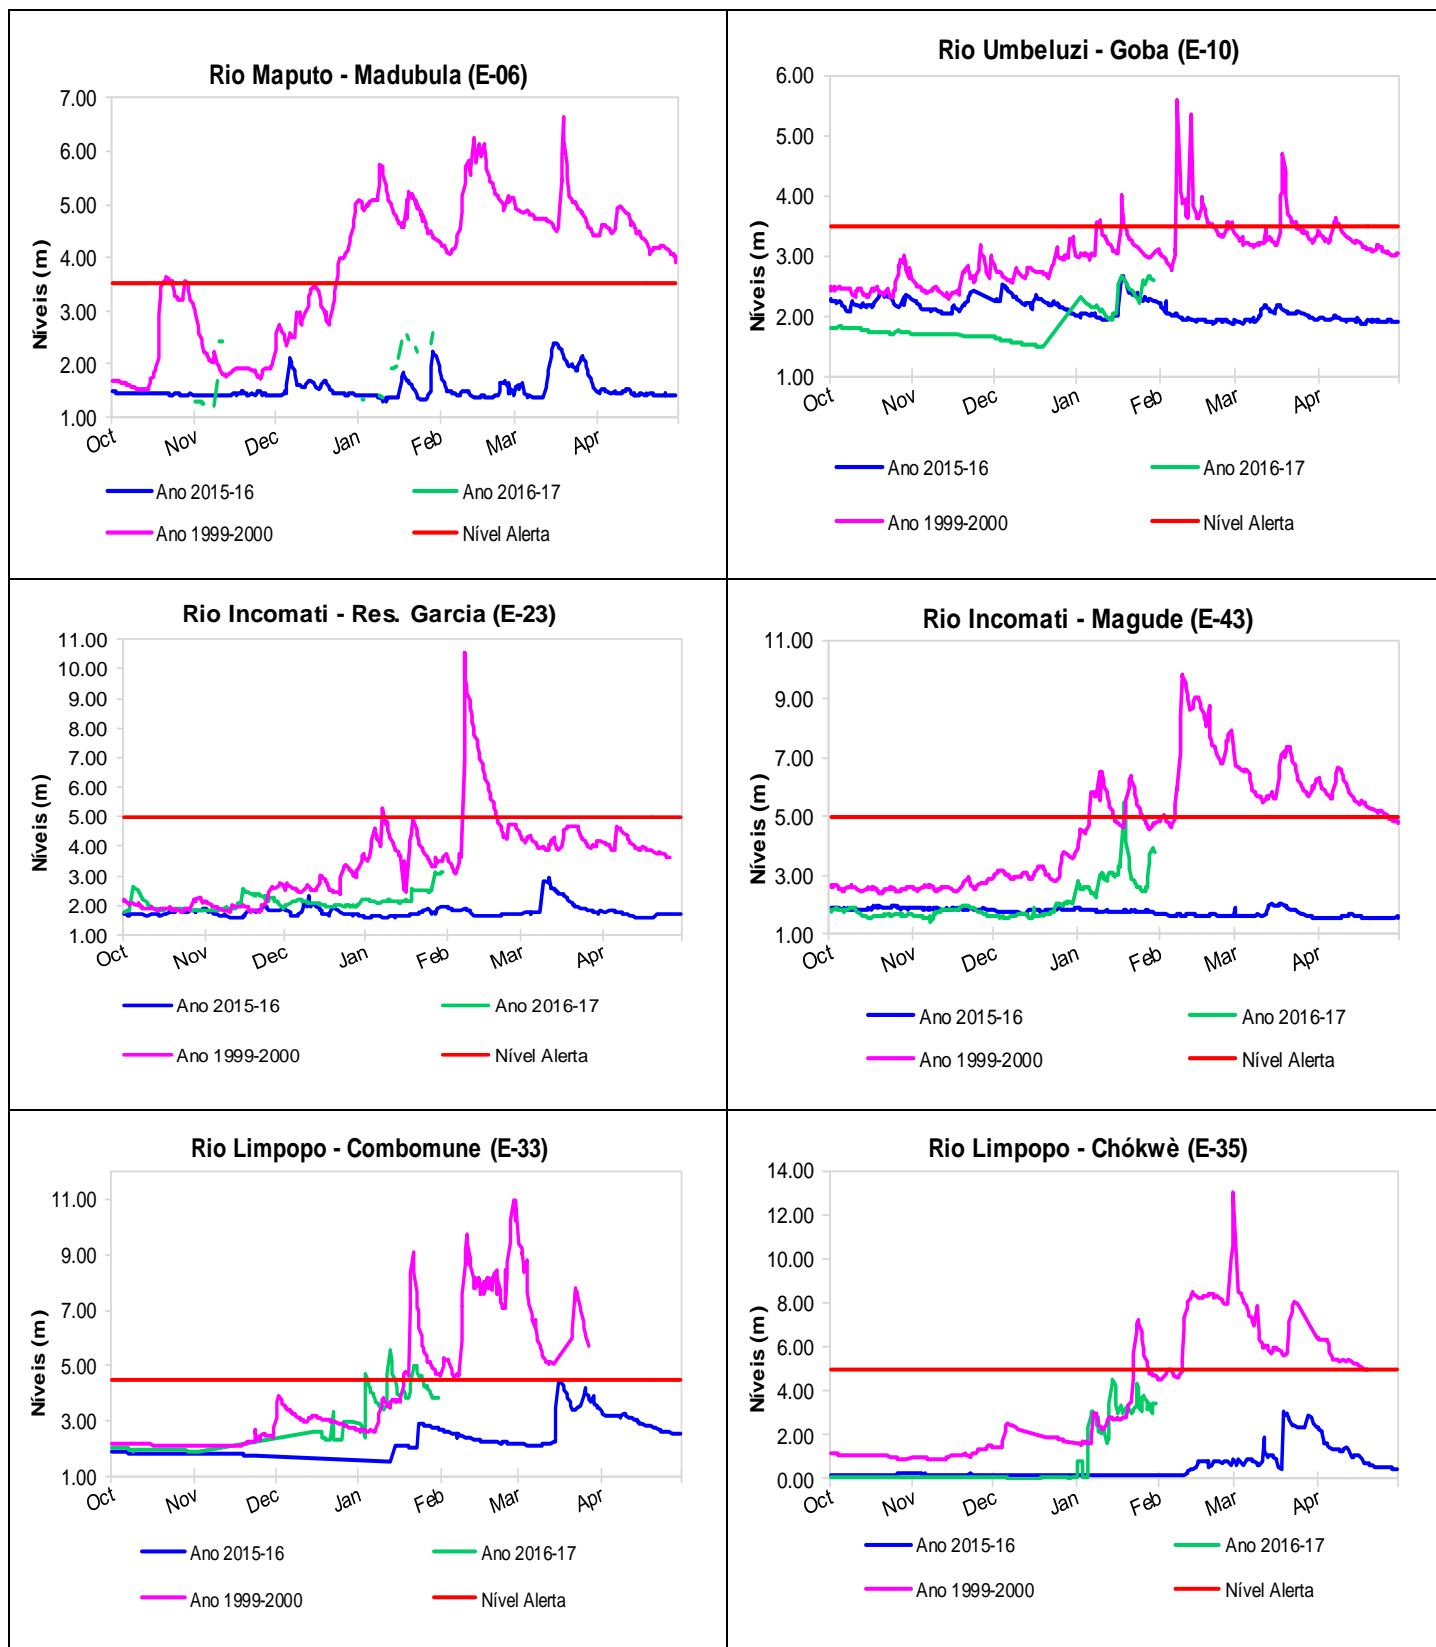 Rio Maputo - Madubula (E-06)
Níveis (m)
7.00
6.00
5.00
4.00
3.00
2.00
1.00
Oct Nov Dec Jan Feb Mar Apr
Ano 2015-16 Ano 2016-17
Ano 1999-2000 Nível Alerta
Rio Umbeluzi - Goba (E-10)
Níveis (m)
6.00
5.00
4.00
3.00
2.00
1.00
Oct Nov Dec Jan Feb Mar Apr
Ano 2015-16 Ano 2016-17
Ano 1999-2000 Nível Alerta
Rio Incomati - Res. Garcia (E-23)
Níveis (m)
11.00
10.00
9.00
8.00
7.00
6.00
5.00
4.00
3.00
2.00
1.00
Oct Nov Dec Jan Feb Mar Apr
Ano 2015-16 Ano 2016-17
Ano 1999-2000 Nível Alerta
Rio Incomati - Magude (E-43)
Níveis (m)
11.00
9.00
7.00
5.00
3.00
1.00
Oct Nov Dec Jan Feb Mar Apr
Ano 2015-16 Ano 2016-17
Ano 1999-2000 Nível Alerta
Rio Limpopo - Combomune (E-33)
Níveis (m)
11.00
9.00
7.00
5.00
3.00
1.00
Oct Nov Dec Jan Feb Mar Apr
Ano 2015-16 Ano 2016-17
Ano 1999-2000 Nível Alerta
Rio Limpopo - Chókwè (E-35)
Níveis (m)
14.00
12.00
10.00
8.00
6.00
4.00
2.00
0.00
Oct Nov Dec Jan Feb Mar Apr
Ano 2015-16 Ano 2016-17
Ano 1999-2000 Nível Alerta